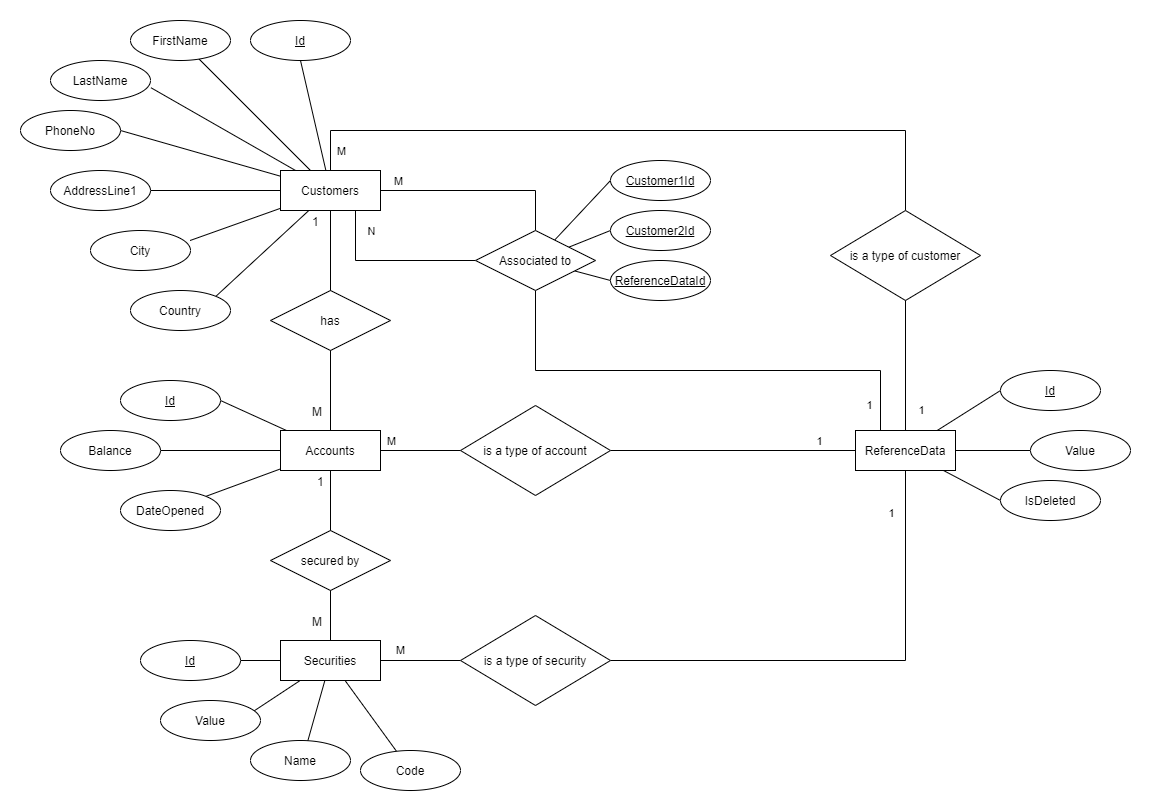 FirstName
Id
LastName
PhoneNo
M
AddressLine1
Customers
M
Customer1Id
1
N
Customer2Id
City
Associated to
is a type of customer
ReferenceDataId
Country
has
Id
M
1
1
Id
Balance
Accounts
M
is a type of account
1
ReferenceData
Value
DateOpened
1
IsDeleted
1
secured by
M
Id
Securities
M
is a type of security
Value
Name
Code